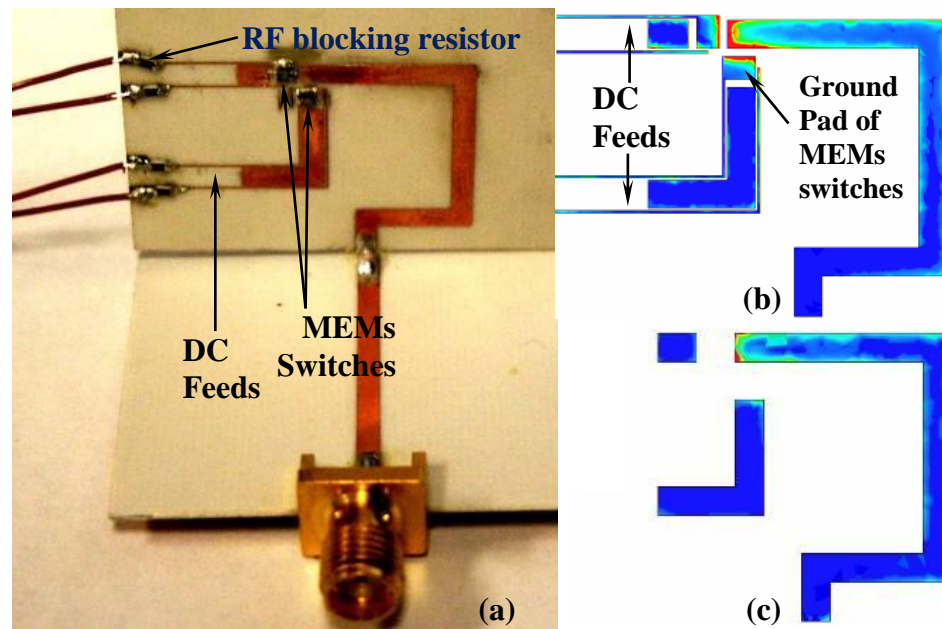 RF blocking resistor
DC
Feeds
MEMs
Switches
(a)
DC
Feeds
Ground
Pad of
MEMs
switches
(b)
(c)